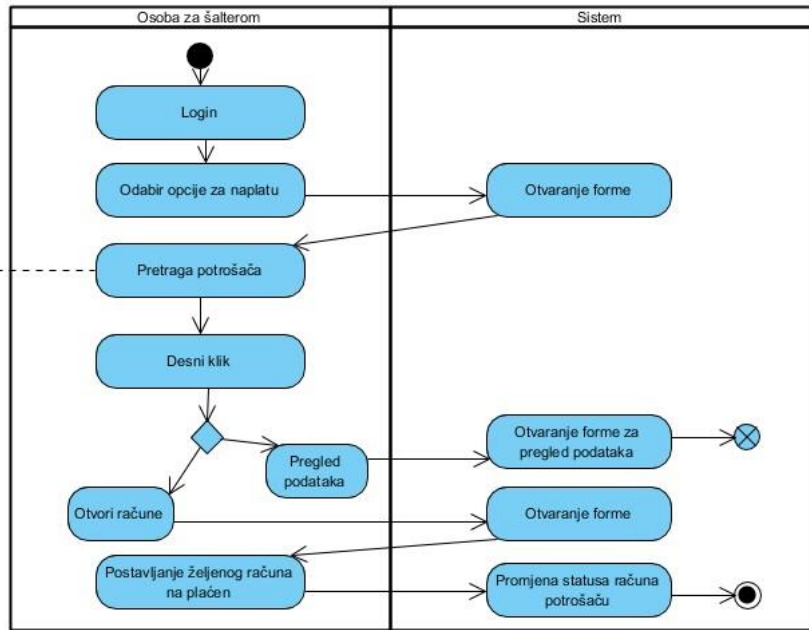 Osoba za šalterom
Sistem
Login
Odabir opcije za naplatu
Otvaranje forme
Pretraga potrošača
Desni klik
Pregled
podataka
Otvaranje forme za
pregled podataka
Otvori račune
Otvaranje forme
Postavljanje željenog računa
na plaćen
Promjena statusa računa
potrošaču